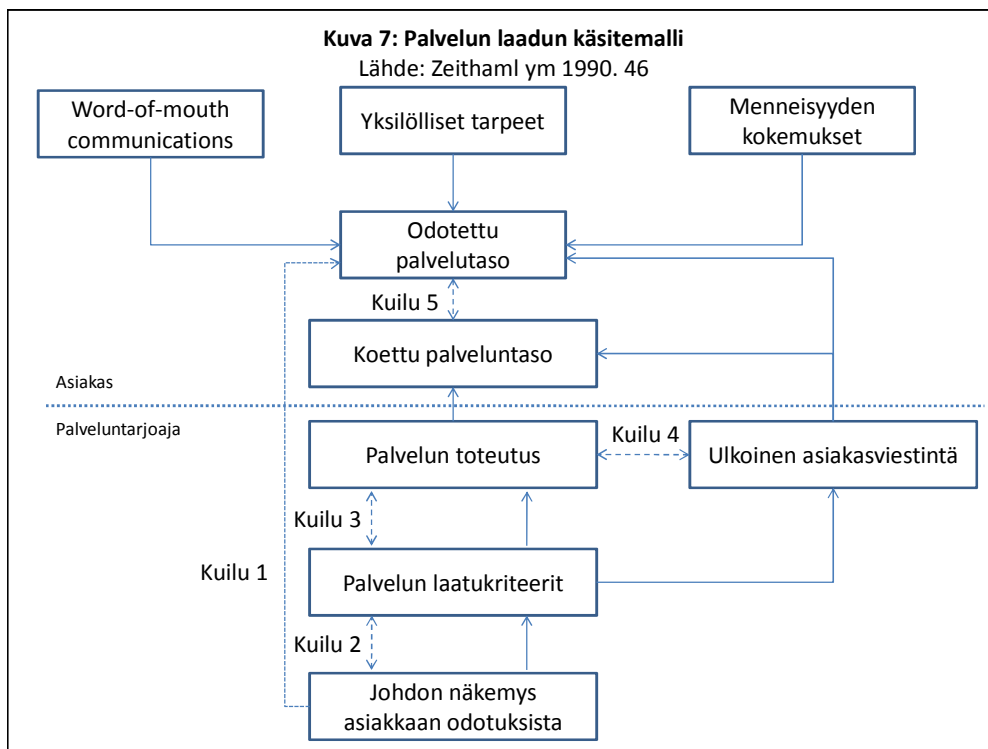 Kuva 7: Palvelun laadun käsitemalli
Lähde: Zeithaml ym 1990. 46
Word-of-mouth
communications
Yksilölliset tarpeet
Menneisyyden
kokemukset
Odotettu
palvelutaso
Kuilu 5
Koettu palveluntaso
Asiakas
Palveluntarjoaja
Palvelun toteutus
Kuilu 4
Ulkoinen asiakasviestintä
Kuilu 3
Kuilu 1
Palvelun laatukriteerit
Kuilu 2
Johdon näkemys
asiakkaan odotuksista